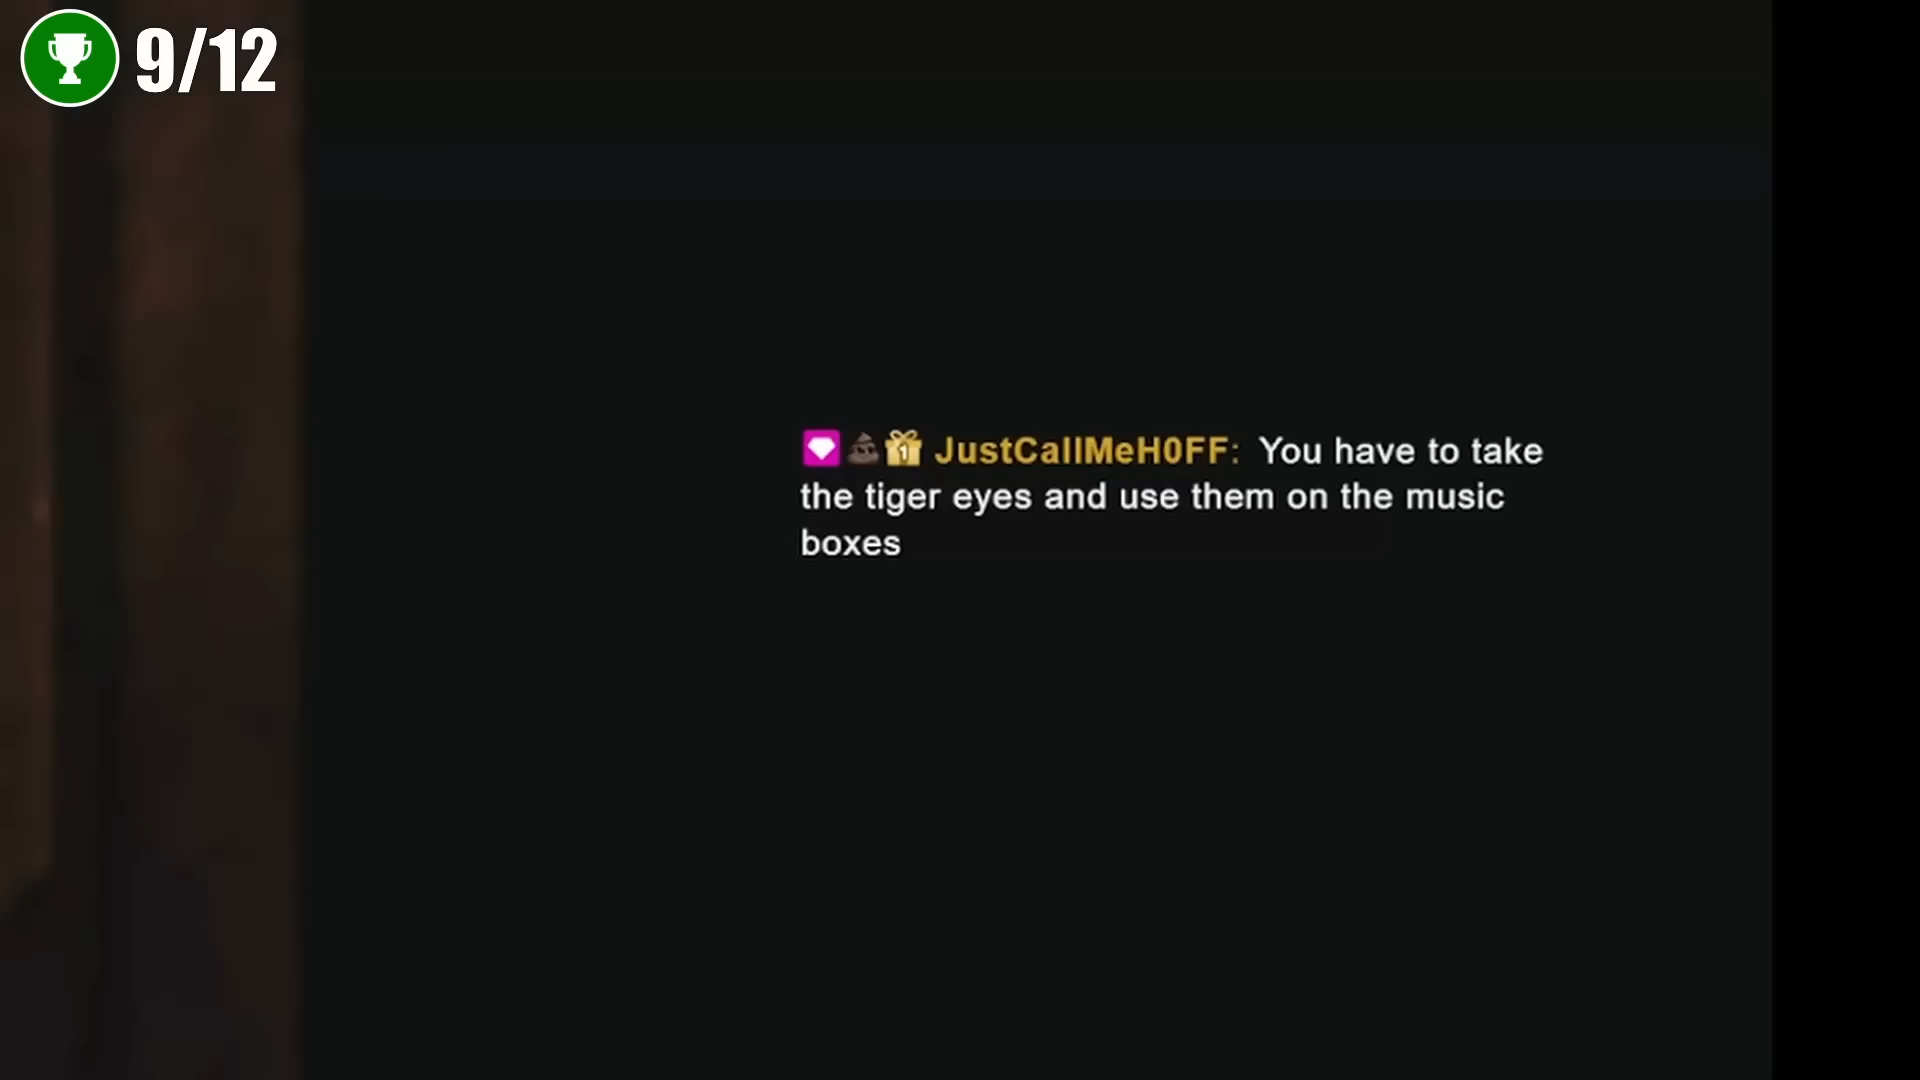 9/12
JustCallMeH0FF: You have to take
the tiger eyes and use them on the music
boxes